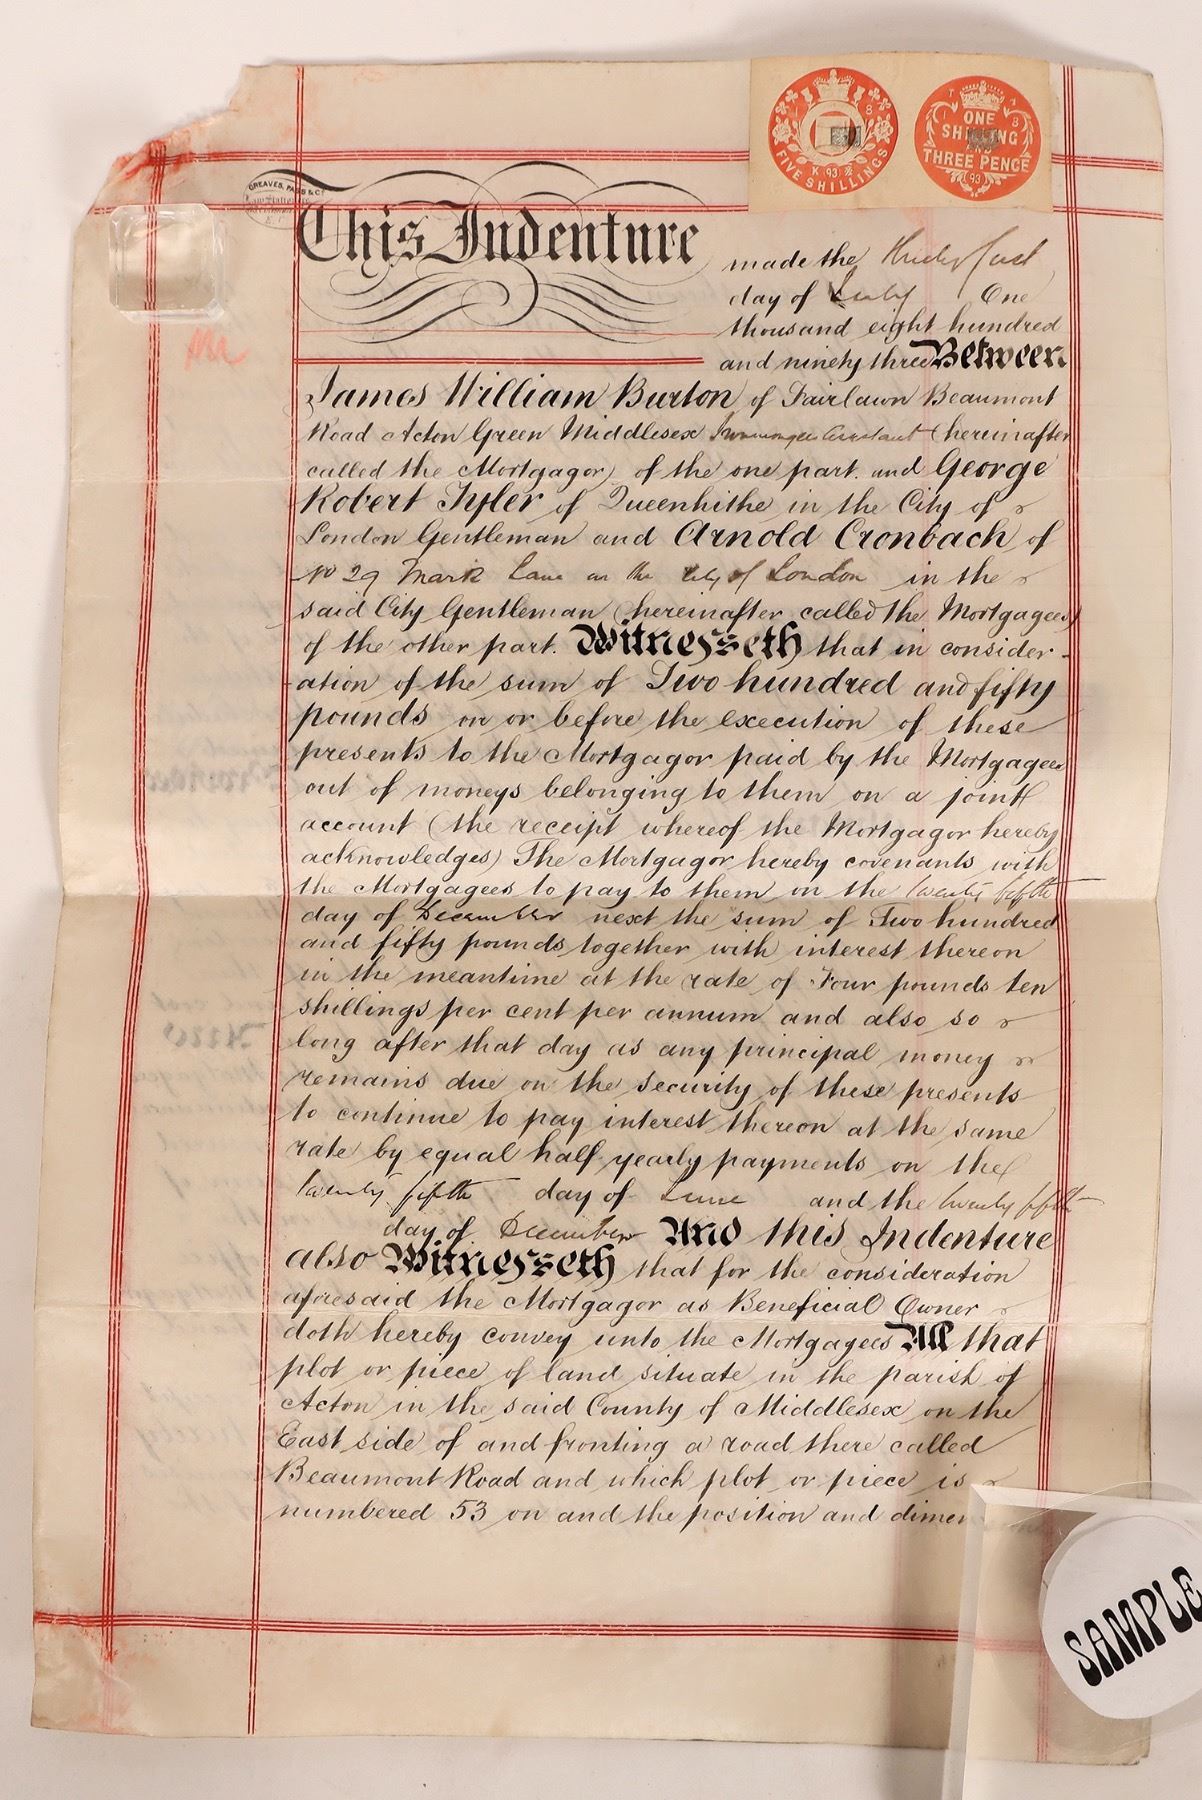 GREAVES, PASS & Co
FIVE SHILLINGS
K 93
ONE
SHILLING
AND
THREE PENCE
93
This Indenture made the thirty first
day of July One
thousand eight hundred
and ninety three Between
James William Burton of Fairlawn Beaumont
Road Acton Green Middlesex Ironmongers Assistant (hereinafter
called the Mortgagor) of the one part and George
Robert Tyler of Queenhithe in the City of
London Gentleman and Arnold Cronbach of
No 29 Mark Lane in the City of London in the
said City Gentleman (hereinafter called the Mortgagees)
of the other part. Witnesseth that in consider-
ation of the sum of Two hundred and fifty
pounds on or before the execution of these
presents to the Mortgagor paid by the Mortgagees
out of moneys belonging to them on a joint
account (the receipt whereof the Mortgagor hereby
acknowledges) The Mortgagor hereby covenants with
the Mortgagees to pay to them on the twenty fifth
day of December next the sum of Two hundred
and fifty pounds together with interest thereon
in the meantime at the rate of Four pounds ten
shillings per cent per annum and also so
long after that day as any principal money
remains due on the security of these presents
to continue to pay interest thereon at the same
rate by equal half yearly payments on the
twenty fifth day of June and the twenty fifth
day of December And this Indenture
also Witnesseth that for the consideration
aforesaid the Mortgagor as Beneficial Owner
doth hereby convey unto the Mortgagees All that
plot or piece of land situate in the parish of
Acton in the said County of Middlesex on the
East side of and fronting a road there called
Beaumont Road and which plot or piece is
numbered 53 on and the position and dimen
SAMPLE